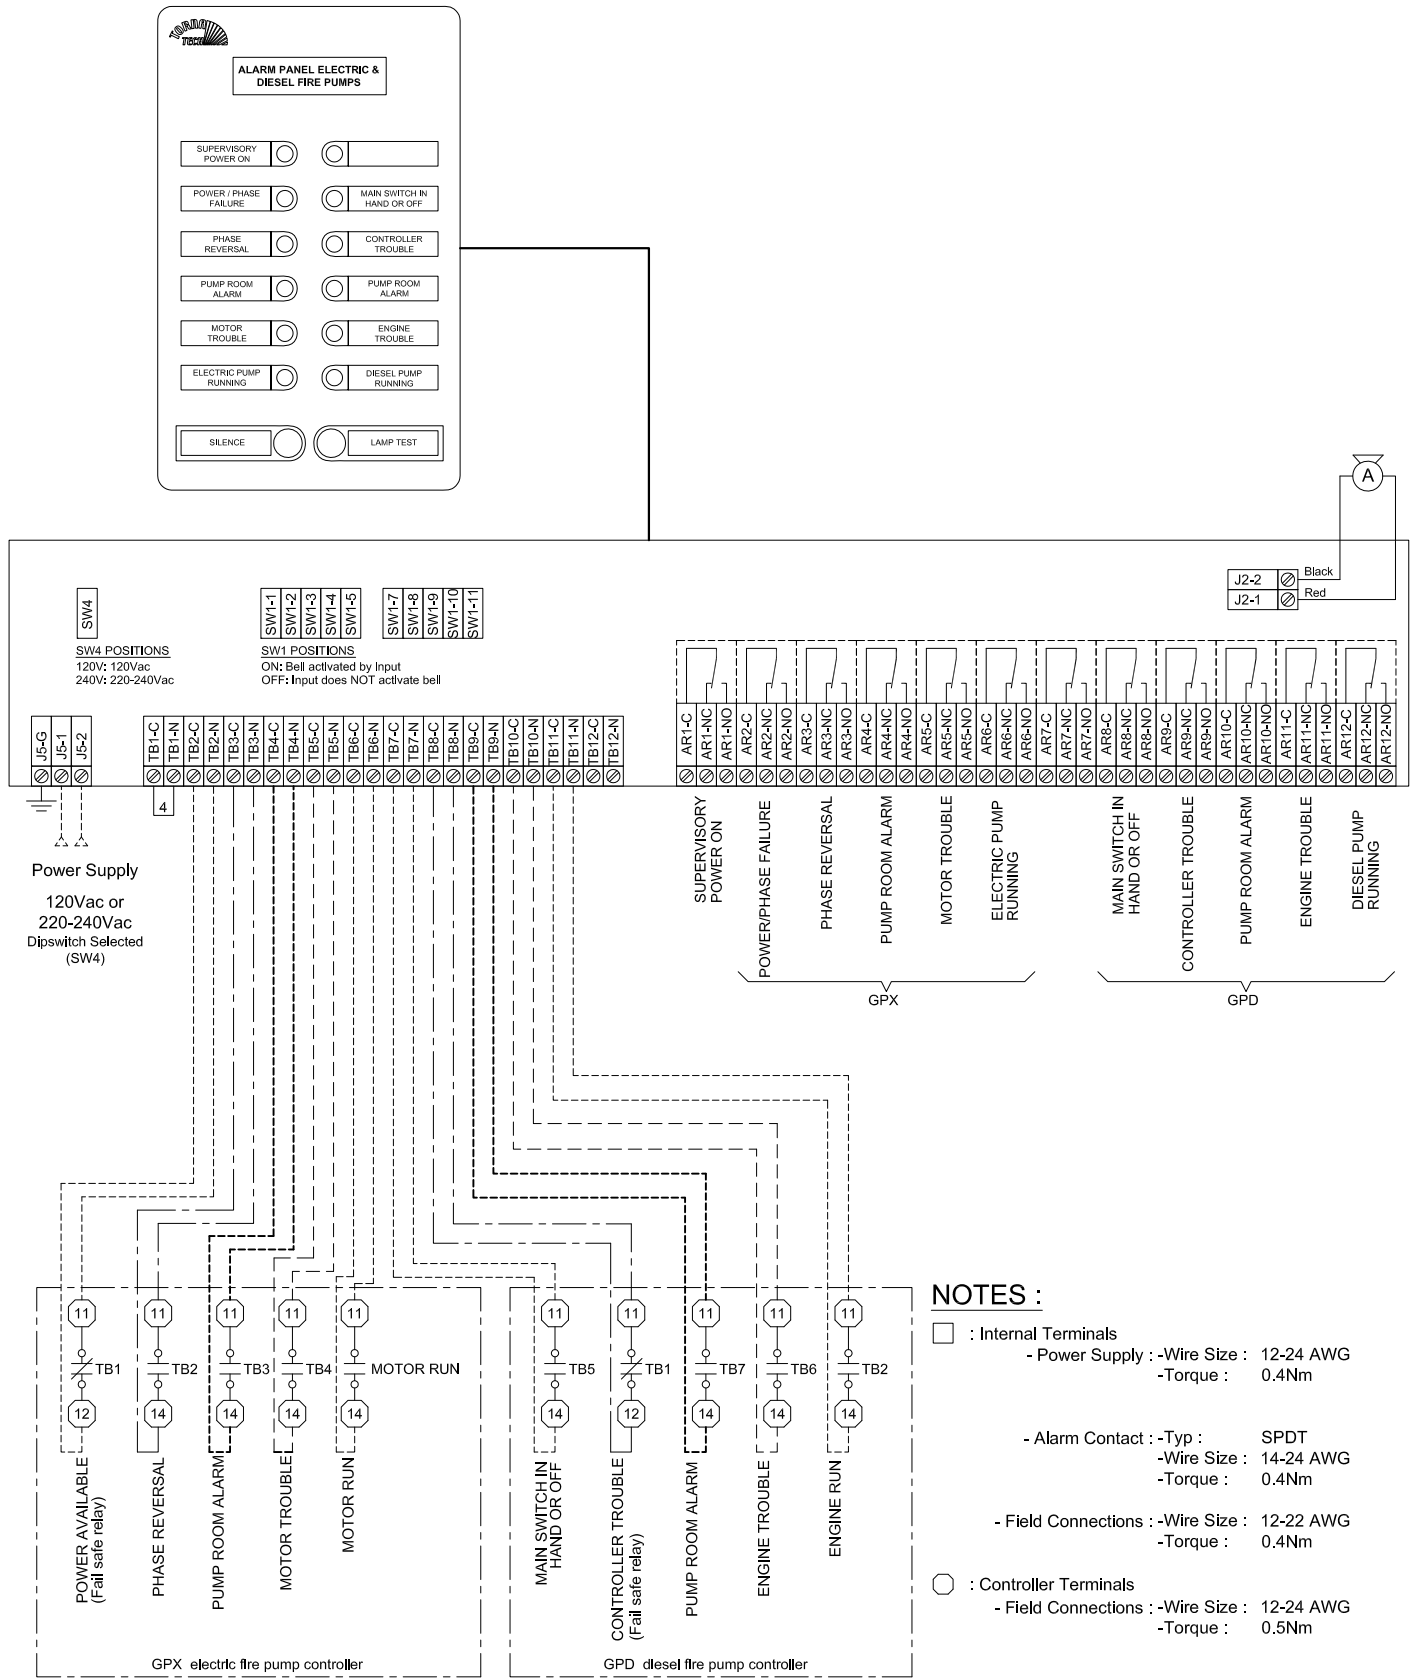 TORNA
TECH
ALARM PANEL ELECTRIC &
DIESEL FIRE PUMPS
SUPERVISORY
POWER ON
POWER / PHASE
FAILURE
MAIN SWITCH IN
HAND OR OFF
PHASE
REVERSAL
CONTROLLER
TROUBLE
PUMP ROOM
ALARM
PUMP ROOM
ALARM
MOTOR
TROUBLE
ENGINE
TROUBLE
ELECTRIC PUMP
RUNNING
DIESEL PUMP
RUNNING
SILENCE
LAMP TEST
A
J2-2
Black
J2-1
Red
SW4
SW4 POSITIONS
120V: 120Vac
240V: 220-240Vac
SW1-1
SW1-2
SW1-3
SW1-4
SW1-5
SW1-7
SW1-8
SW1-9
SW1-10
SW1-11
SW1 POSITIONS
ON: Bell activated by Input
OFF: Input does NOT activate bell
J5-G
J5-1
J5-2
TB1-C
TB1-N
TB2-C
TB2-N
TB3-C
TB3-N
TB4-C
TB4-N
TB5-C
TB5-N
TB6-C
TB6-N
TB7-C
TB7-N
TB8-C
TB8-N
TB9-C
TB9-N
TB10-C
TB10-N
TB11-C
TB11-N
TB12-C
TB12-N
AR1-C
AR1-NC
AR1-NO
AR2-C
AR2-NC
AR2-NO
AR3-C
AR3-NC
AR3-NO
AR4-C
AR4-NC
AR4-NO
AR5-C
AR5-NC
AR5-NO
AR6-C
AR6-NC
AR6-NO
AR7-C
AR7-NC
AR7-NO
AR8-C
AR8-NC
AR8-NO
AR9-C
AR9-NC
AR9-NO
AR10-C
AR10-NC
AR10-NO
AR11-C
AR11-NC
AR11-NO
AR12-C
AR12-NC
AR12-NO
4
Power Supply
120Vac or
220-240Vac
Dipswitch Selected
(SW4)
SUPERVISORY
POWER ON
POWER/PHASE FAILURE
PHASE REVERSAL
PUMP ROOM ALARM
MOTOR TROUBLE
ELECTRIC PUMP
RUNNING
MAIN SWITCH IN
HAND OR OFF
CONTROLLER TROUBLE
PUMP ROOM ALARM
ENGINE TROUBLE
DIESEL PUMP
RUNNING
GPX
GPD
11
11
11
11
11
11
11
11
11
11
TB1
TB2
TB3
TB4
MOTOR RUN
TB5
TB1
TB7
TB6
TB2
12
14
14
14
14
14
12
14
14
14
POWER AVAILABLE
(Fail safe relay)
PHASE REVERSAL
PUMP ROOM ALARM
MOTOR TROUBLE
MOTOR RUN
MAIN SWITCH IN
HAND OR OFF
CONTROLLER TROUBLE
(Fail safe relay)
PUMP ROOM ALARM
ENGINE TROUBLE
ENGINE RUN
GPX electric fire pump controller
GPD diesel fire pump controller
NOTES :
: Internal Terminals
- Power Supply : -Wire Size : 12-24 AWG
-Torque : 0.4Nm
- Alarm Contact : -Typ : SPDT
-Wire Size : 14-24 AWG
-Torque : 0.4Nm
- Field Connections : -Wire Size : 12-22 AWG
-Torque : 0.4Nm
: Controller Terminals
- Field Connections : -Wire Size : 12-24 AWG
-Torque : 0.5Nm